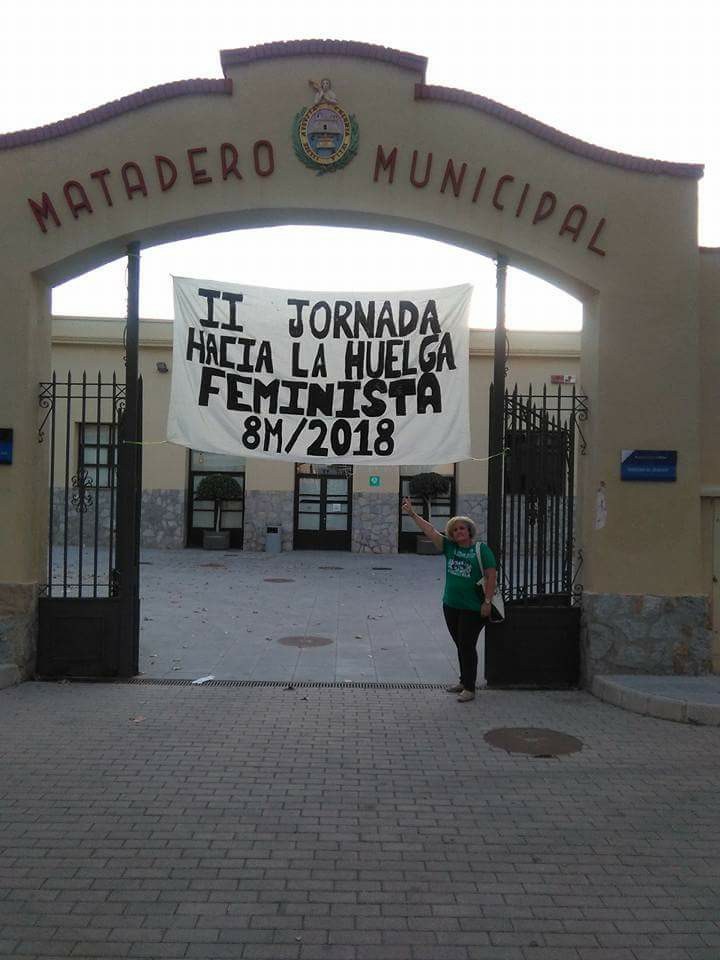 MATADERO MUNICIPAL
II JORNADA
HACIA LA HUELGA
FEMINISTA
8M/2018